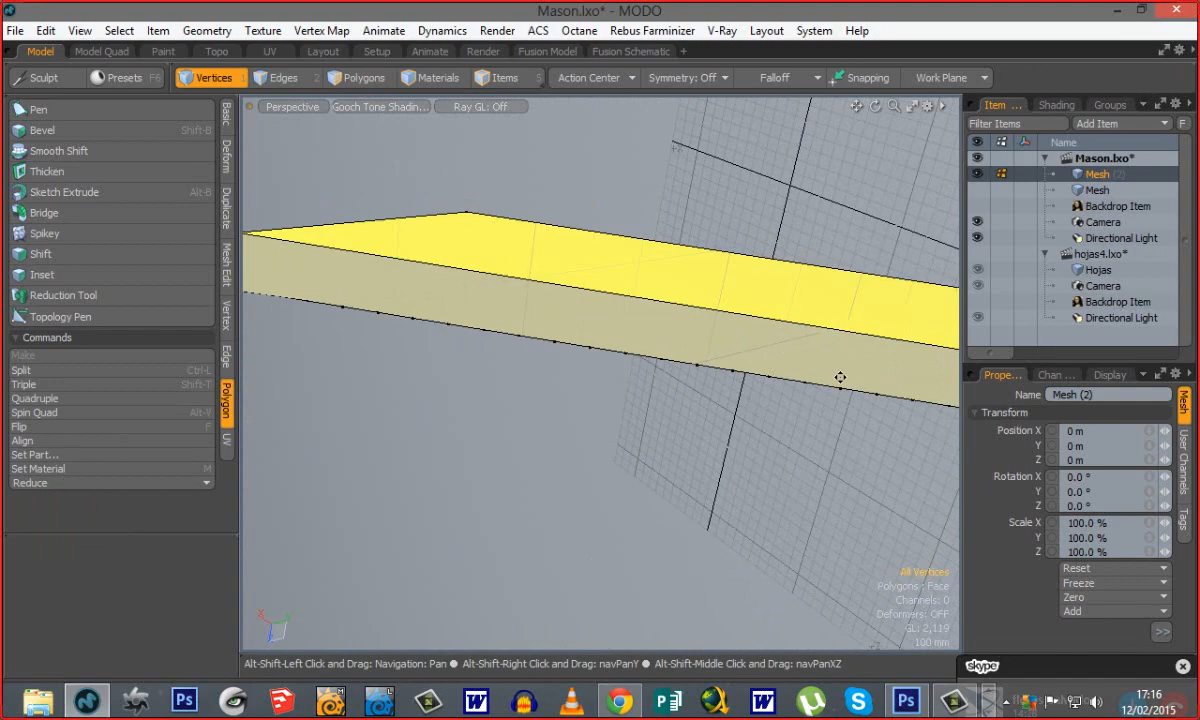 Mason.lxo* - MODO
File Edit View Select Item Geometry Texture Vertex Map Animate Dynamics Render ACS Octane Rebus Farminizer V-Ray Layout System Help
Model Model Quad Paint Topo UV Layout Setup Animate Render Fusion Model Fusion Schematic +
Sculpt Presets F6 Vertices 1 Edges 2 Polygons Materials Items 5 Action Center Symmetry: Off Falloff Snapping Work Plane
Pen
Bevel Shift-B
Smooth Shift
Thicken
Sketch Extrude Alt-B
Bridge
Spikey
Shift
Inset
Reduction Tool
Topology Pen
Commands
Make
Split Ctrl-L
Triple Shift-T
Quadruple
Spin Quad Alt-V
Flip F
Align
Set Part...
Set Material M
Reduce
Basic
Deform
Duplicate
Mesh Edit
Vertex
Edge
Polygon
UV
Perspective Gooch Tone Shadin... Ray GL: Off
All Vertices
Polygons : Face
Channels: 0
Deformers: OFF
GL: 2,119
100 mm
X
Alt-Shift-Left Click and Drag: Navigation: Pan ● Alt-Shift-Right Click and Drag: navPanY ● Alt-Shift-Middle Click and Drag: navPanXZ
Item ... Shading Groups
Filter Items Add Item F
Name
Mason.lxo*
Mesh (2)
Mesh
Backdrop Item
Camera
Directional Light
hojas4.lxo*
Hojas
Camera
Backdrop Item
Directional Light
Prope... Chan ... Display
Name Mesh (2)
Transform
Position X 0 m
Y 0 m
Z 0 m
Rotation X 0.0 °
Y 0.0 °
Z 0.0 °
Scale X 100.0 %
Y 100.0 %
Z 100.0 %
Reset
Freeze
Zero
Add
>>
Mesh
User Channels
Tags
skype
Ps
W
Ps
17:16
12/02/2015